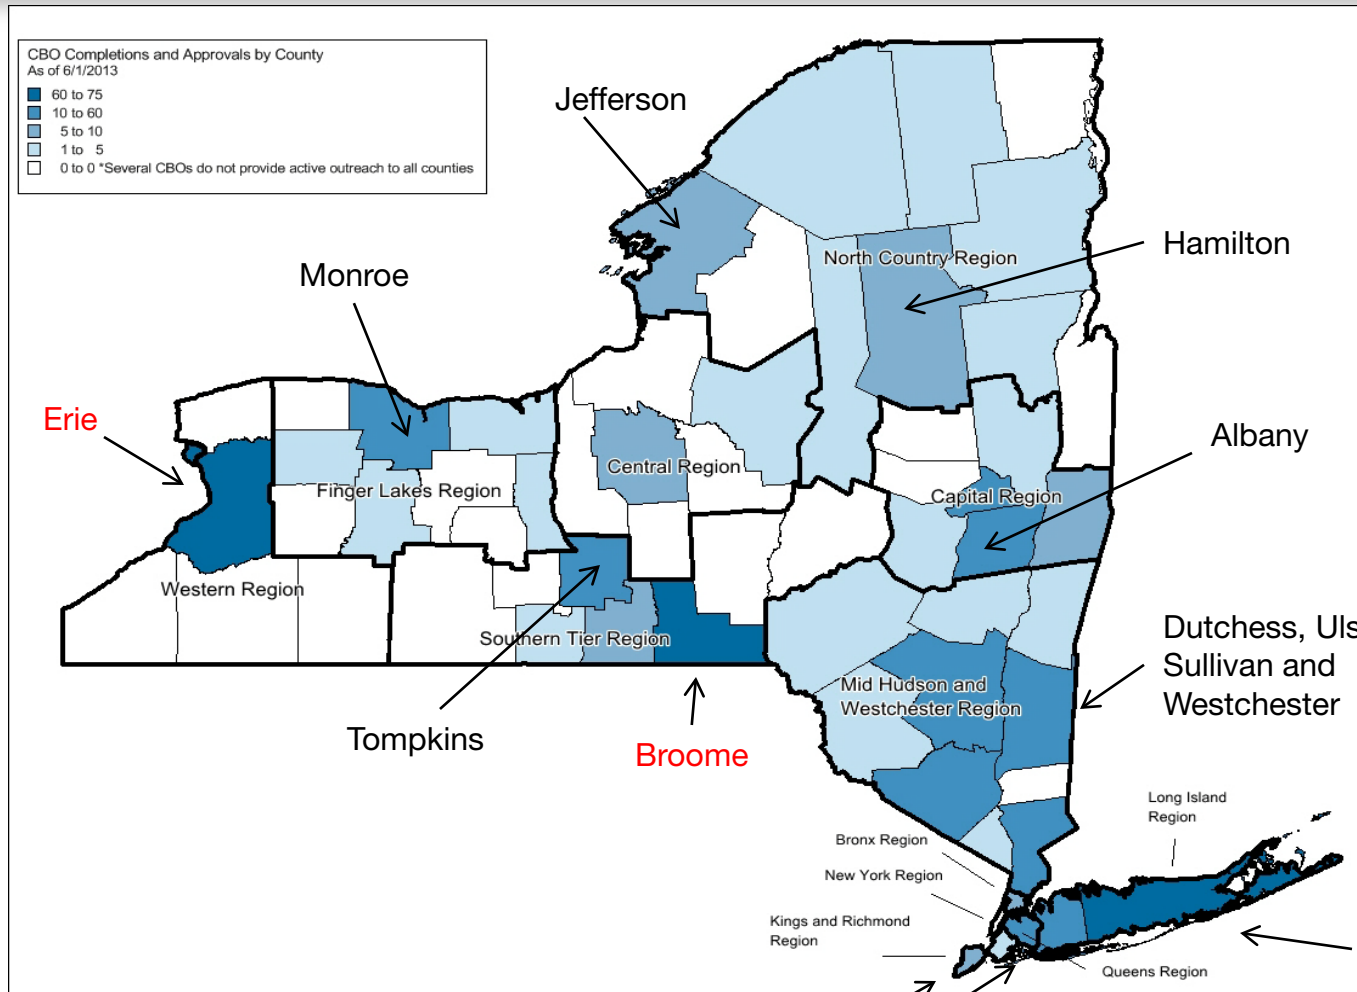 CBO Completions and Approvals by County
As of 6/1/2013
60 to 75
10 to 60
5 to 10
1 to 5
0 to 0 *Several CBOs do not provide active outreach to all counties
Jefferson
Hamilton
North Country Region
Monroe
Erie
Albany
Central Region
Finger Lakes Region
Capital Region
Western Region
Southern Tier Region
Dutchess, Uls
Sullivan and
Westchester
Mid Hudson and
Westchester Region
Tompkins
Broome
Long Island
Region
Bronx Region
New York Region
Kings and Richmond
Region
Queens Region